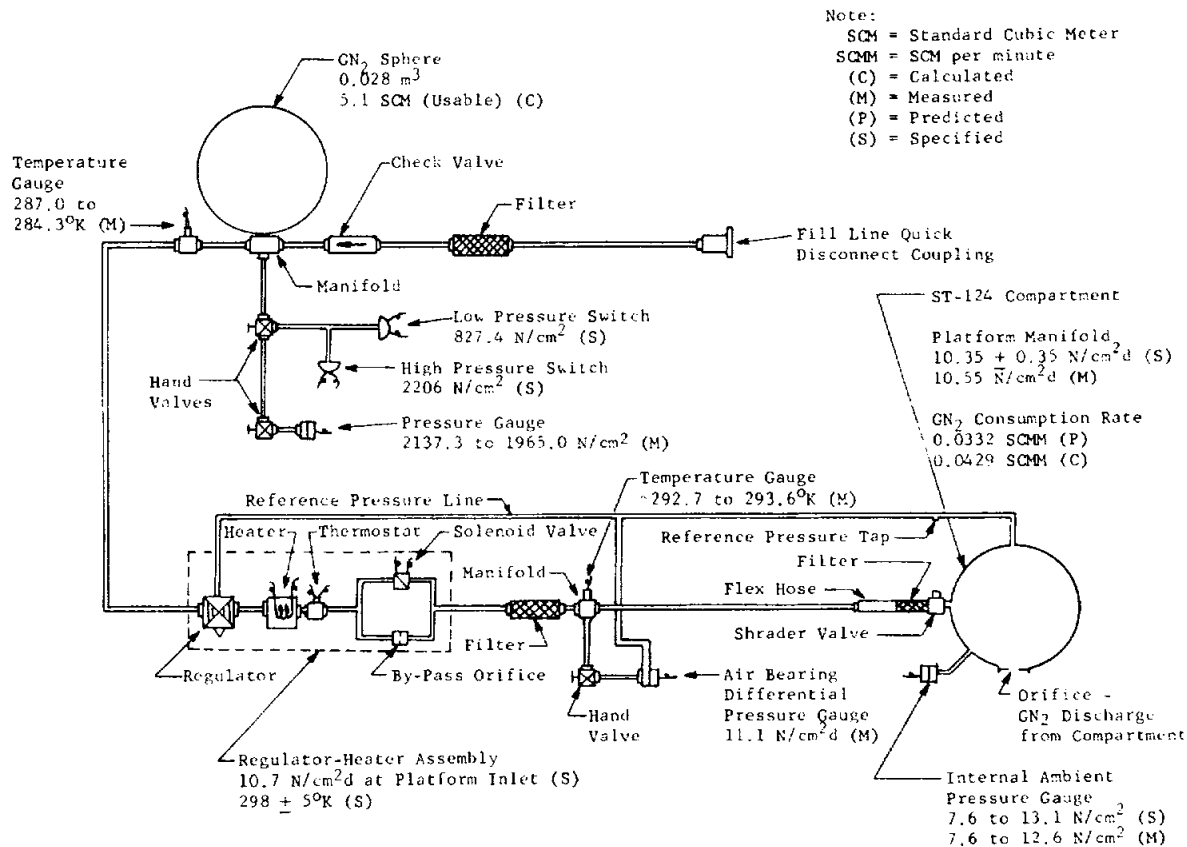 Note:
SCM = Standard Cubic Meter
SCMM = SCM per minute
(C) = Calculated
(M) = Measured
(P) = Predicted
(S) = Specified
GN2 Sphere
0.028 m3
5.1 SCM (Usable) (C)
Temperature
Gauge
287.0 to
284.3°K (M)
Check Valve
Filter
Fill Line Quick
Disconnect Coupling
Manifold
Low Pressure Switch
827.4 N/cm2 (S)
High Pressure Switch
2206 N/cm2 (S)
Hand
Valves
Pressure Gauge
2137.3 to 1965.0 N/cm2 (M)
ST-124 Compartment
Platform Manifold
10.35 ± 0.35 N/cm2d (S)
10.55 N/cm2d (M)
GN2 Consumption Rate
0.0332 SCMM (P)
0.0429 SCMM (C)
Temperature Gauge
292.7 to 293.6°K (M)
Reference Pressure Line
Heater
Thermostat
Solenoid Valve
Reference Pressure Tap
Manifold
Filter
Flex Hose
Shrader Valve
Regulator
By-Pass Orifice
Filter
Hand
Valve
Air Bearing
Differential
Pressure Gauge
11.1 N/cm2d (M)
Orifice -
GN2 Discharge
from Compartment
Regulator-Heater Assembly
10.7 N/cm2d at Platform Inlet (S)
298 ± 5°K (S)
Internal Ambient
Pressure Gauge
7.6 to 13.1 N/cm2 (S)
7.6 to 12.6 N/cm2 (M)